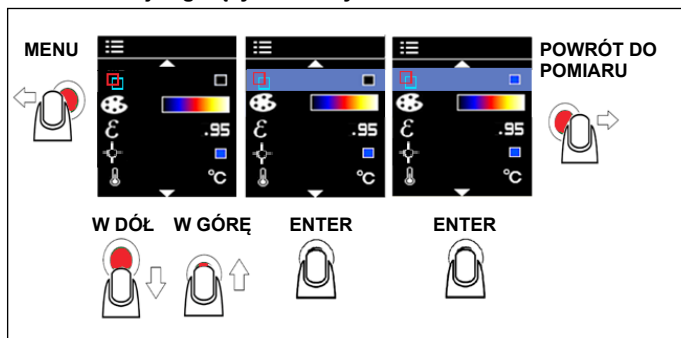 MENU
.95
°C
.95
°C
.95
°C
POWRÓT DO
POMIARU
W DÓŁ W GÓRĘ ENTER ENTER